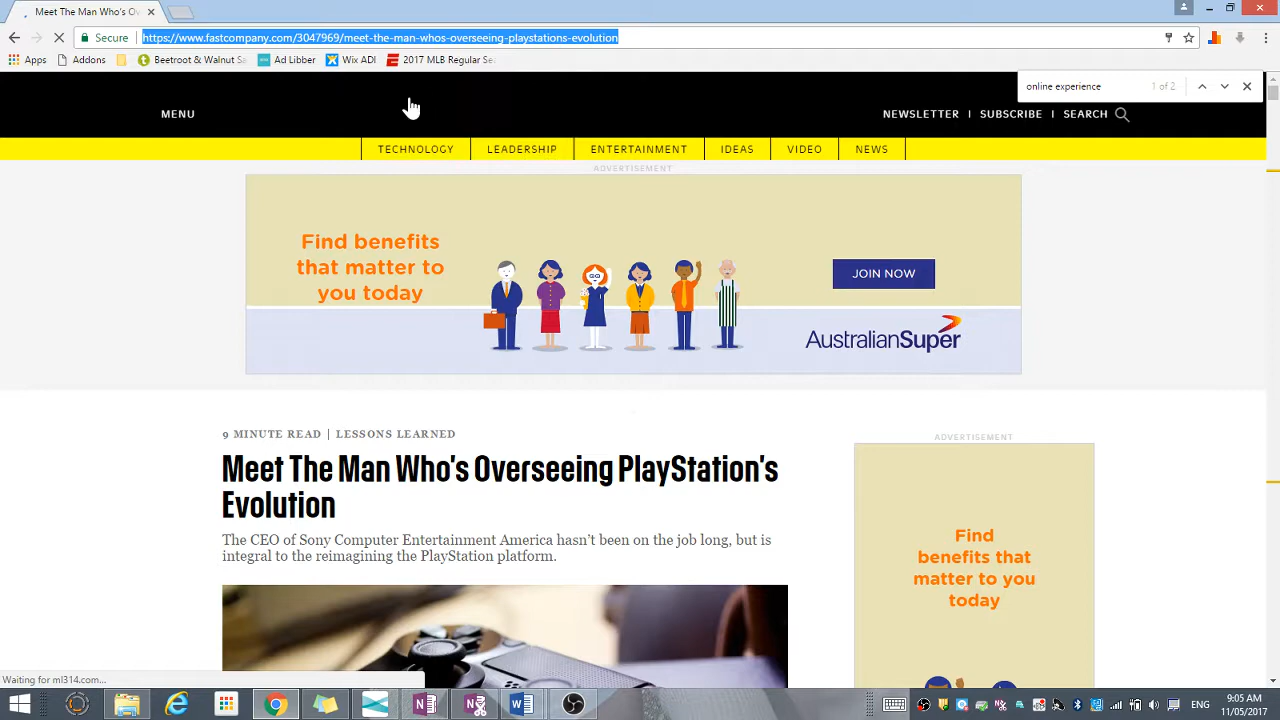 Meet The Man Who's Ov
Secure
https://www.fastcompany.com/3047969/meet-the-man-whos-overseeing-playstations-evolution
Apps
Addons
Beetroot & Walnut Sa
Ad Libber
Wix ADI
2017 MLB Regular Se
online experience
1 of 2
MENU
NEWSLETTER | SUBSCRIBE | SEARCH
TECHNOLOGY
LEADERSHIP
ENTERTAINMENT
IDEAS
VIDEO
NEWS
ADVERTISEMENT
Find benefits
that matter to
you today
JOIN NOW
AustralianSuper
9 MINUTE READ | LESSONS LEARNED
Meet The Man Who's Overseeing PlayStation's
Evolution
The CEO of Sony Computer Entertainment America hasn't been on the job long, but is
integral to the reimagining the PlayStation platform.
ADVERTISEMENT
Find
benefits that
matter to you
today
Waiting for ml314.com...
ENG
9:05 AM
11/05/2017